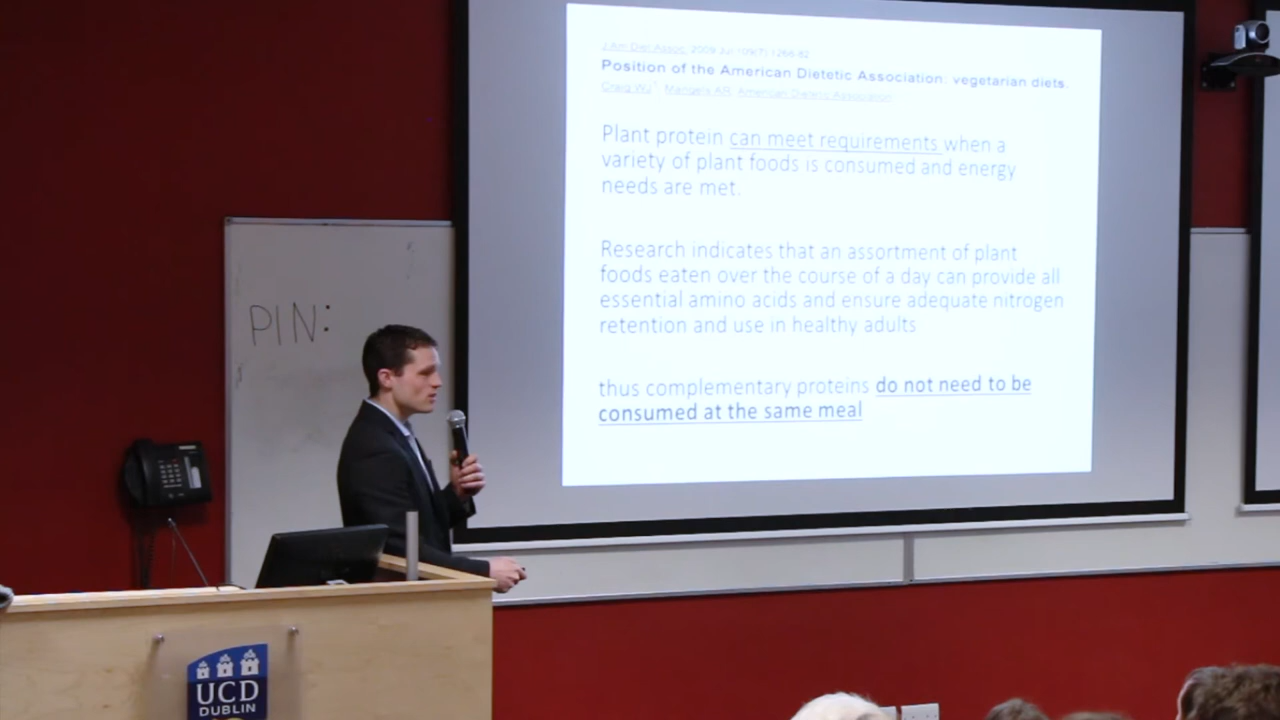 J Am Diet Assoc. 2009 Jul;109(7):1266-82.
Position of the American Dietetic Association: vegetarian diets.
Craig WJ, Mangels AR, American Dietetic Association
Plant protein can meet requirements when a
variety of plant foods is consumed and energy
needs are met.
Research indicates that an assortment of plant
foods eaten over the course of a day can provide all
essential amino acids and ensure adequate nitrogen
retention and use in healthy adults
thus complementary proteins do not need to be
consumed at the same meal
PIN:
UCD
DUBLIN